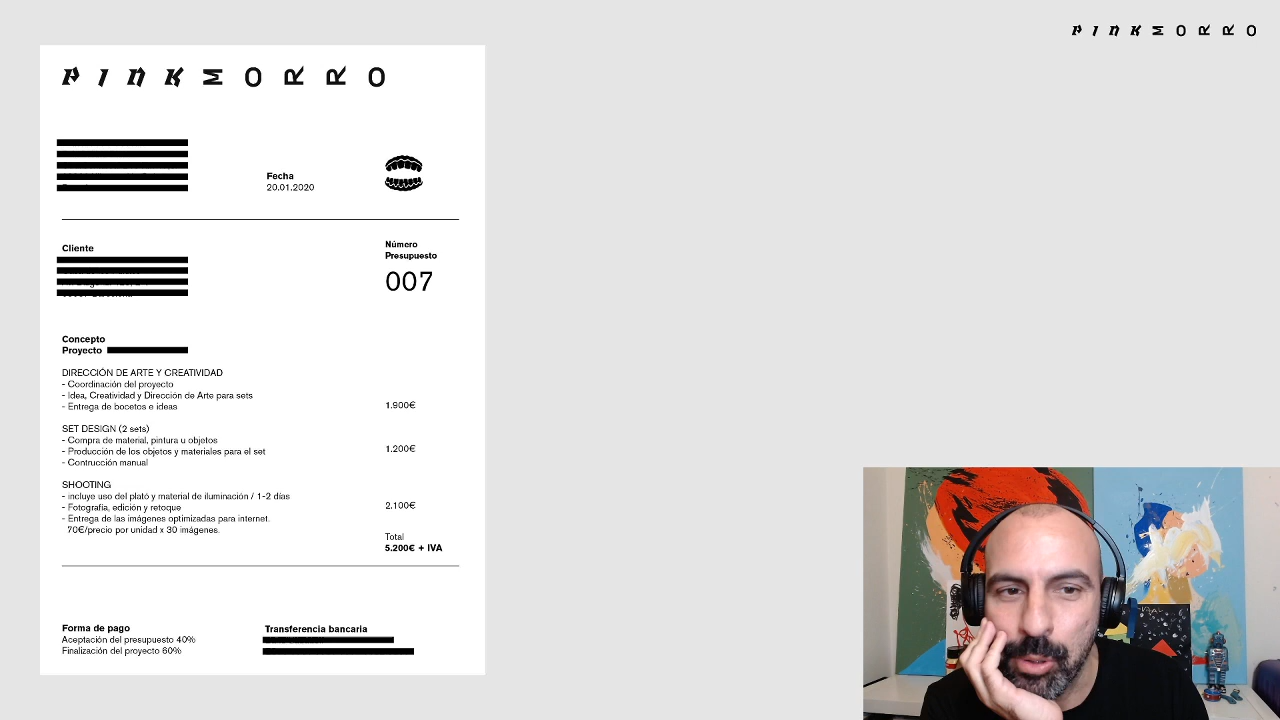 PINKMORRO
PINKMORRO
Fecha
20.01.2020
Cliente
Número
Presupuesto
007
Concepto
Proyecto
DIRECCIÓN DE ARTE Y CREATIVIDAD
- Coordinación del proyecto
- Idea, Creatividad y Dirección de Arte para sets
- Entrega de bocetos e ideas
1.900€
SET DESIGN (2 sets)
- Compra de material, pintura u objetos
- Producción de los objetos y materiales para el set
1.200€
- Contrucción manual
SHOOTING
- incluye uso del plató y material de iluminación / 1-2 días
- Fotografía, edición y retoque
2.100€
- Entrega de las imágenes optimizadas para internet.
70€/precio por unidad x 30 imágenes.
Total
5.200€ + IVA
Forma de pago
Aceptación del presupuesto 40%
Finalización del proyecto 60%
Transferencia bancaria